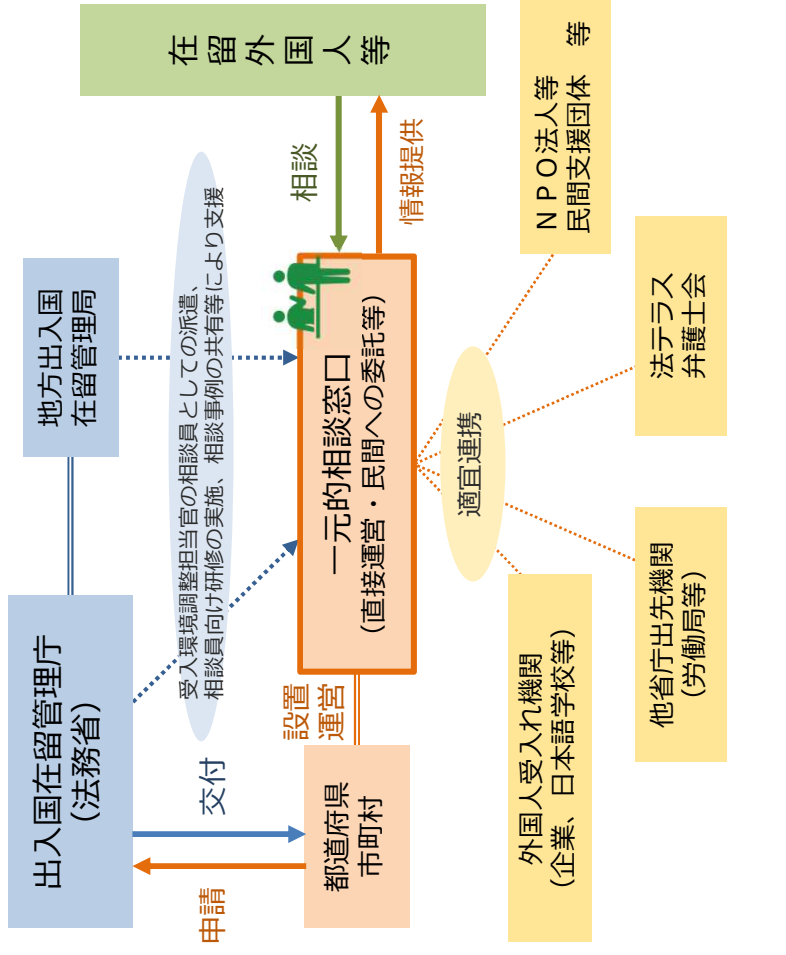 出入国在留管理庁
（法務省）
地方出入国
在留管理局
受入環境調整担当官の相談員としての派遣、
相談員向け研修の実施、相談事例の共有等により支援
申請
交付
都道府県
市町村
設置
運営
一元的相談窓口
（直接運営・民間への委託等）
相談
情報提供
在留外国人等
適宜連携
外国人受入れ機関
（企業、日本語学校等）
他省庁出先機関
（労働局等）
法テラス
弁護士会
ＮＰＯ法人等
民間支援団体　等